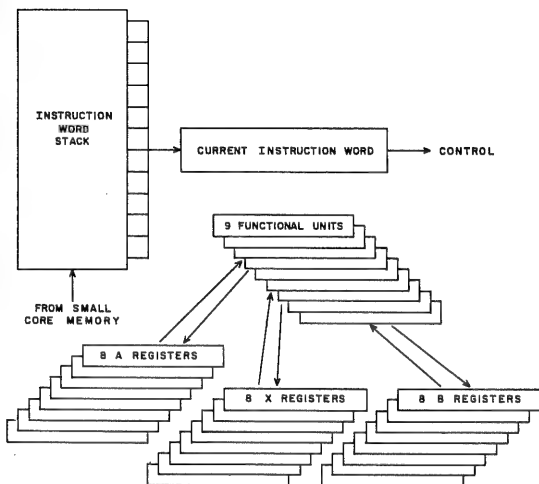 INSTRUCTION
WORD
STACK
CURRENT INSTRUCTION WORD
CONTROL
9 FUNCTIONAL UNITS
FROM SMALL
CORE MEMORY
8 A REGISTERS
8 X REGISTERS
8 B REGISTERS